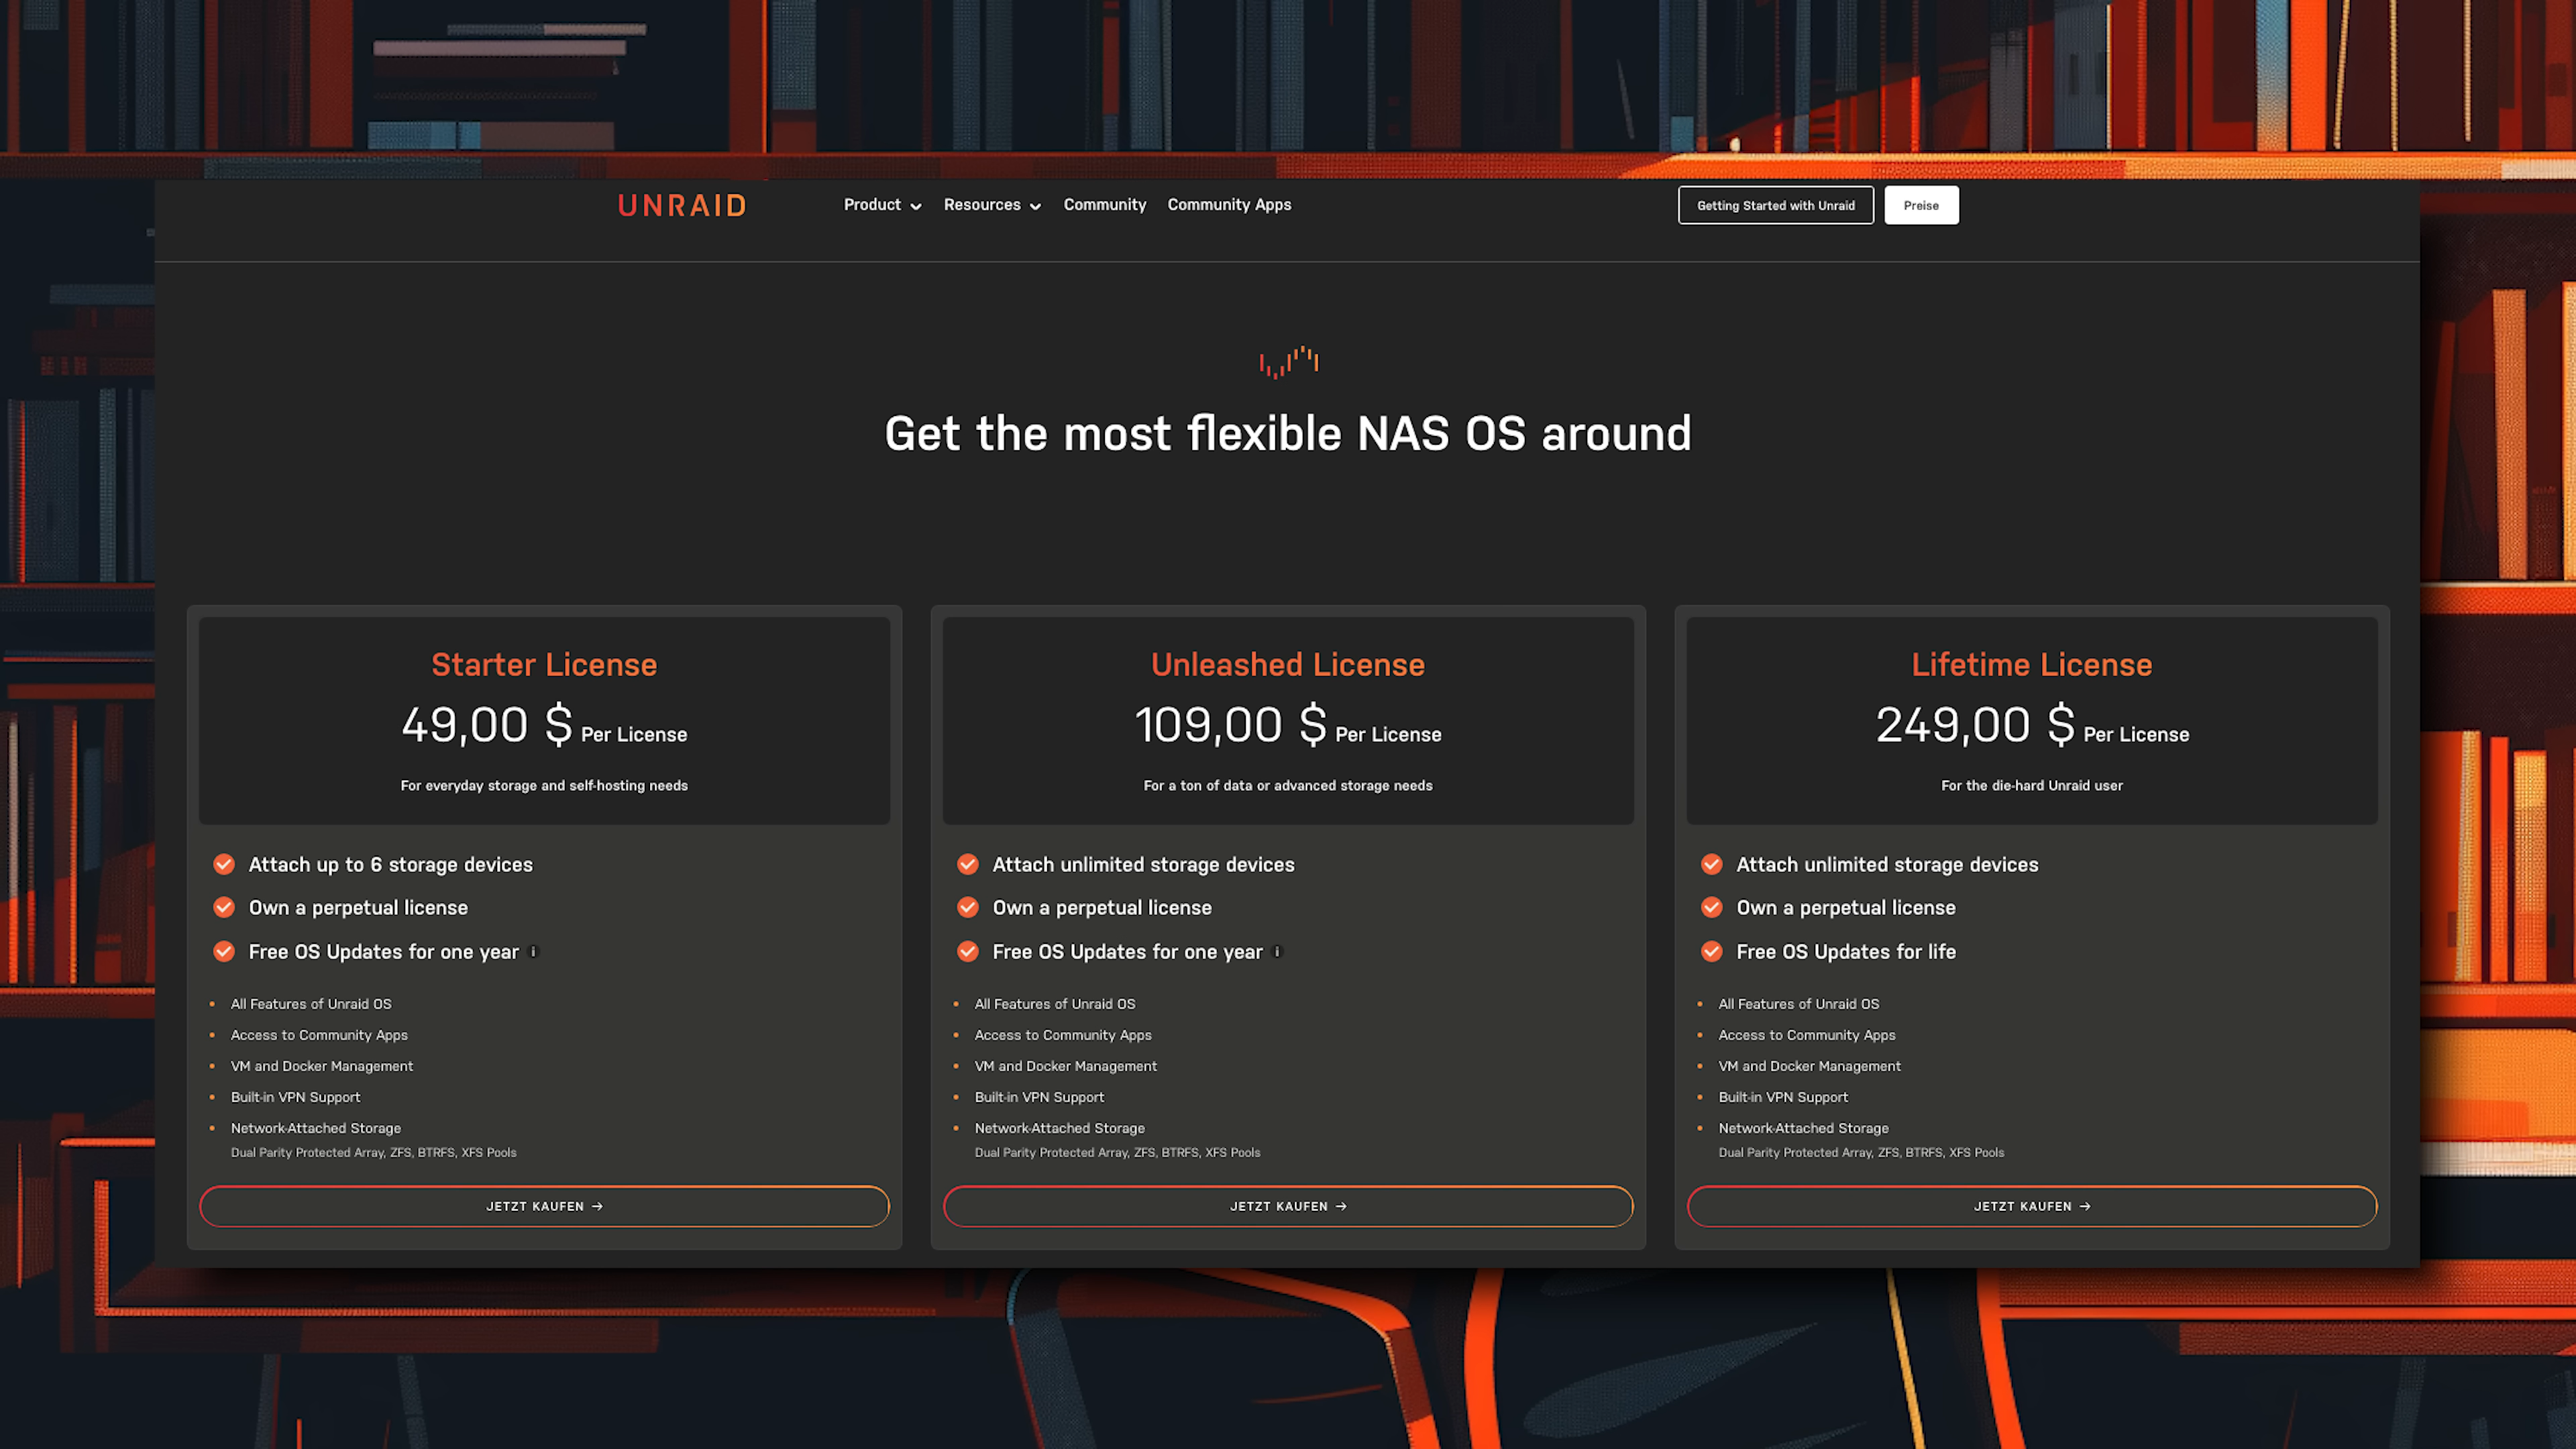 UNRAID
Product
Resources
Community
Community Apps
Getting Started with Unraid
Preise
Get the most flexible NAS OS around
Starter License
49,00 $ Per License
For everyday storage and self-hosting needs
Attach up to 6 storage devices
Own a perpetual license
Free OS Updates for one year i
All Features of Unraid OS
Access to Community Apps
VM and Docker Management
Built-in VPN Support
Network-Attached Storage
Dual Parity Protected Array, ZFS, BTRFS, XFS Pools
JETZT KAUFEN →
Unleashed License
109,00 $ Per License
For a ton of data or advanced storage needs
Attach unlimited storage devices
Own a perpetual license
Free OS Updates for one year i
All Features of Unraid OS
Access to Community Apps
VM and Docker Management
Built-in VPN Support
Network-Attached Storage
Dual Parity Protected Array, ZFS, BTRFS, XFS Pools
JETZT KAUFEN →
Lifetime License
249,00 $ Per License
For the die-hard Unraid user
Attach unlimited storage devices
Own a perpetual license
Free OS Updates for life
All Features of Unraid OS
Access to Community Apps
VM and Docker Management
Built-in VPN Support
Network-Attached Storage
Dual Parity Protected Array, ZFS, BTRFS, XFS Pools
JETZT KAUFEN →